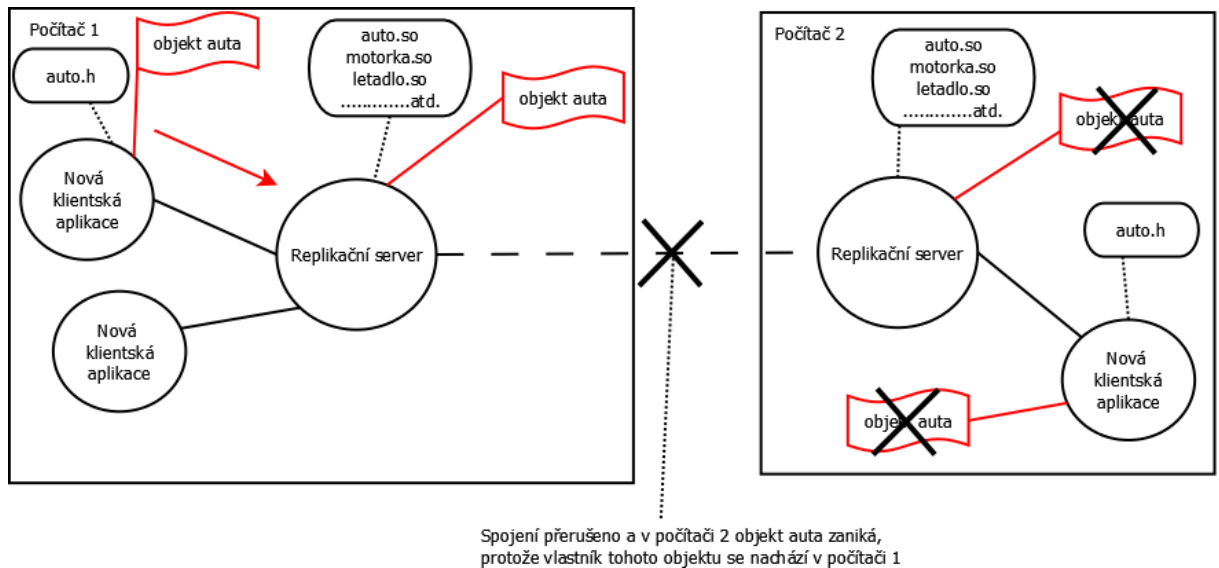 Počítač 1
objekt auta
auto.h
auto.so
motorka.so
letadlo.so
..............atd.
objekt auta
Nová
klientská
aplikace
Replikační server
Nová
klientská
aplikace
Počítač 2
auto.so
motorka.so
letadlo.so
..............atd.
objekt auta
auto.h
Replikační server
Nová
klientská
aplikace
objekt auta
Spojení přerušeno a v počítači 2 objekt auta zaniká,
protože vlastník tohoto objektu se nachází v počítači 1